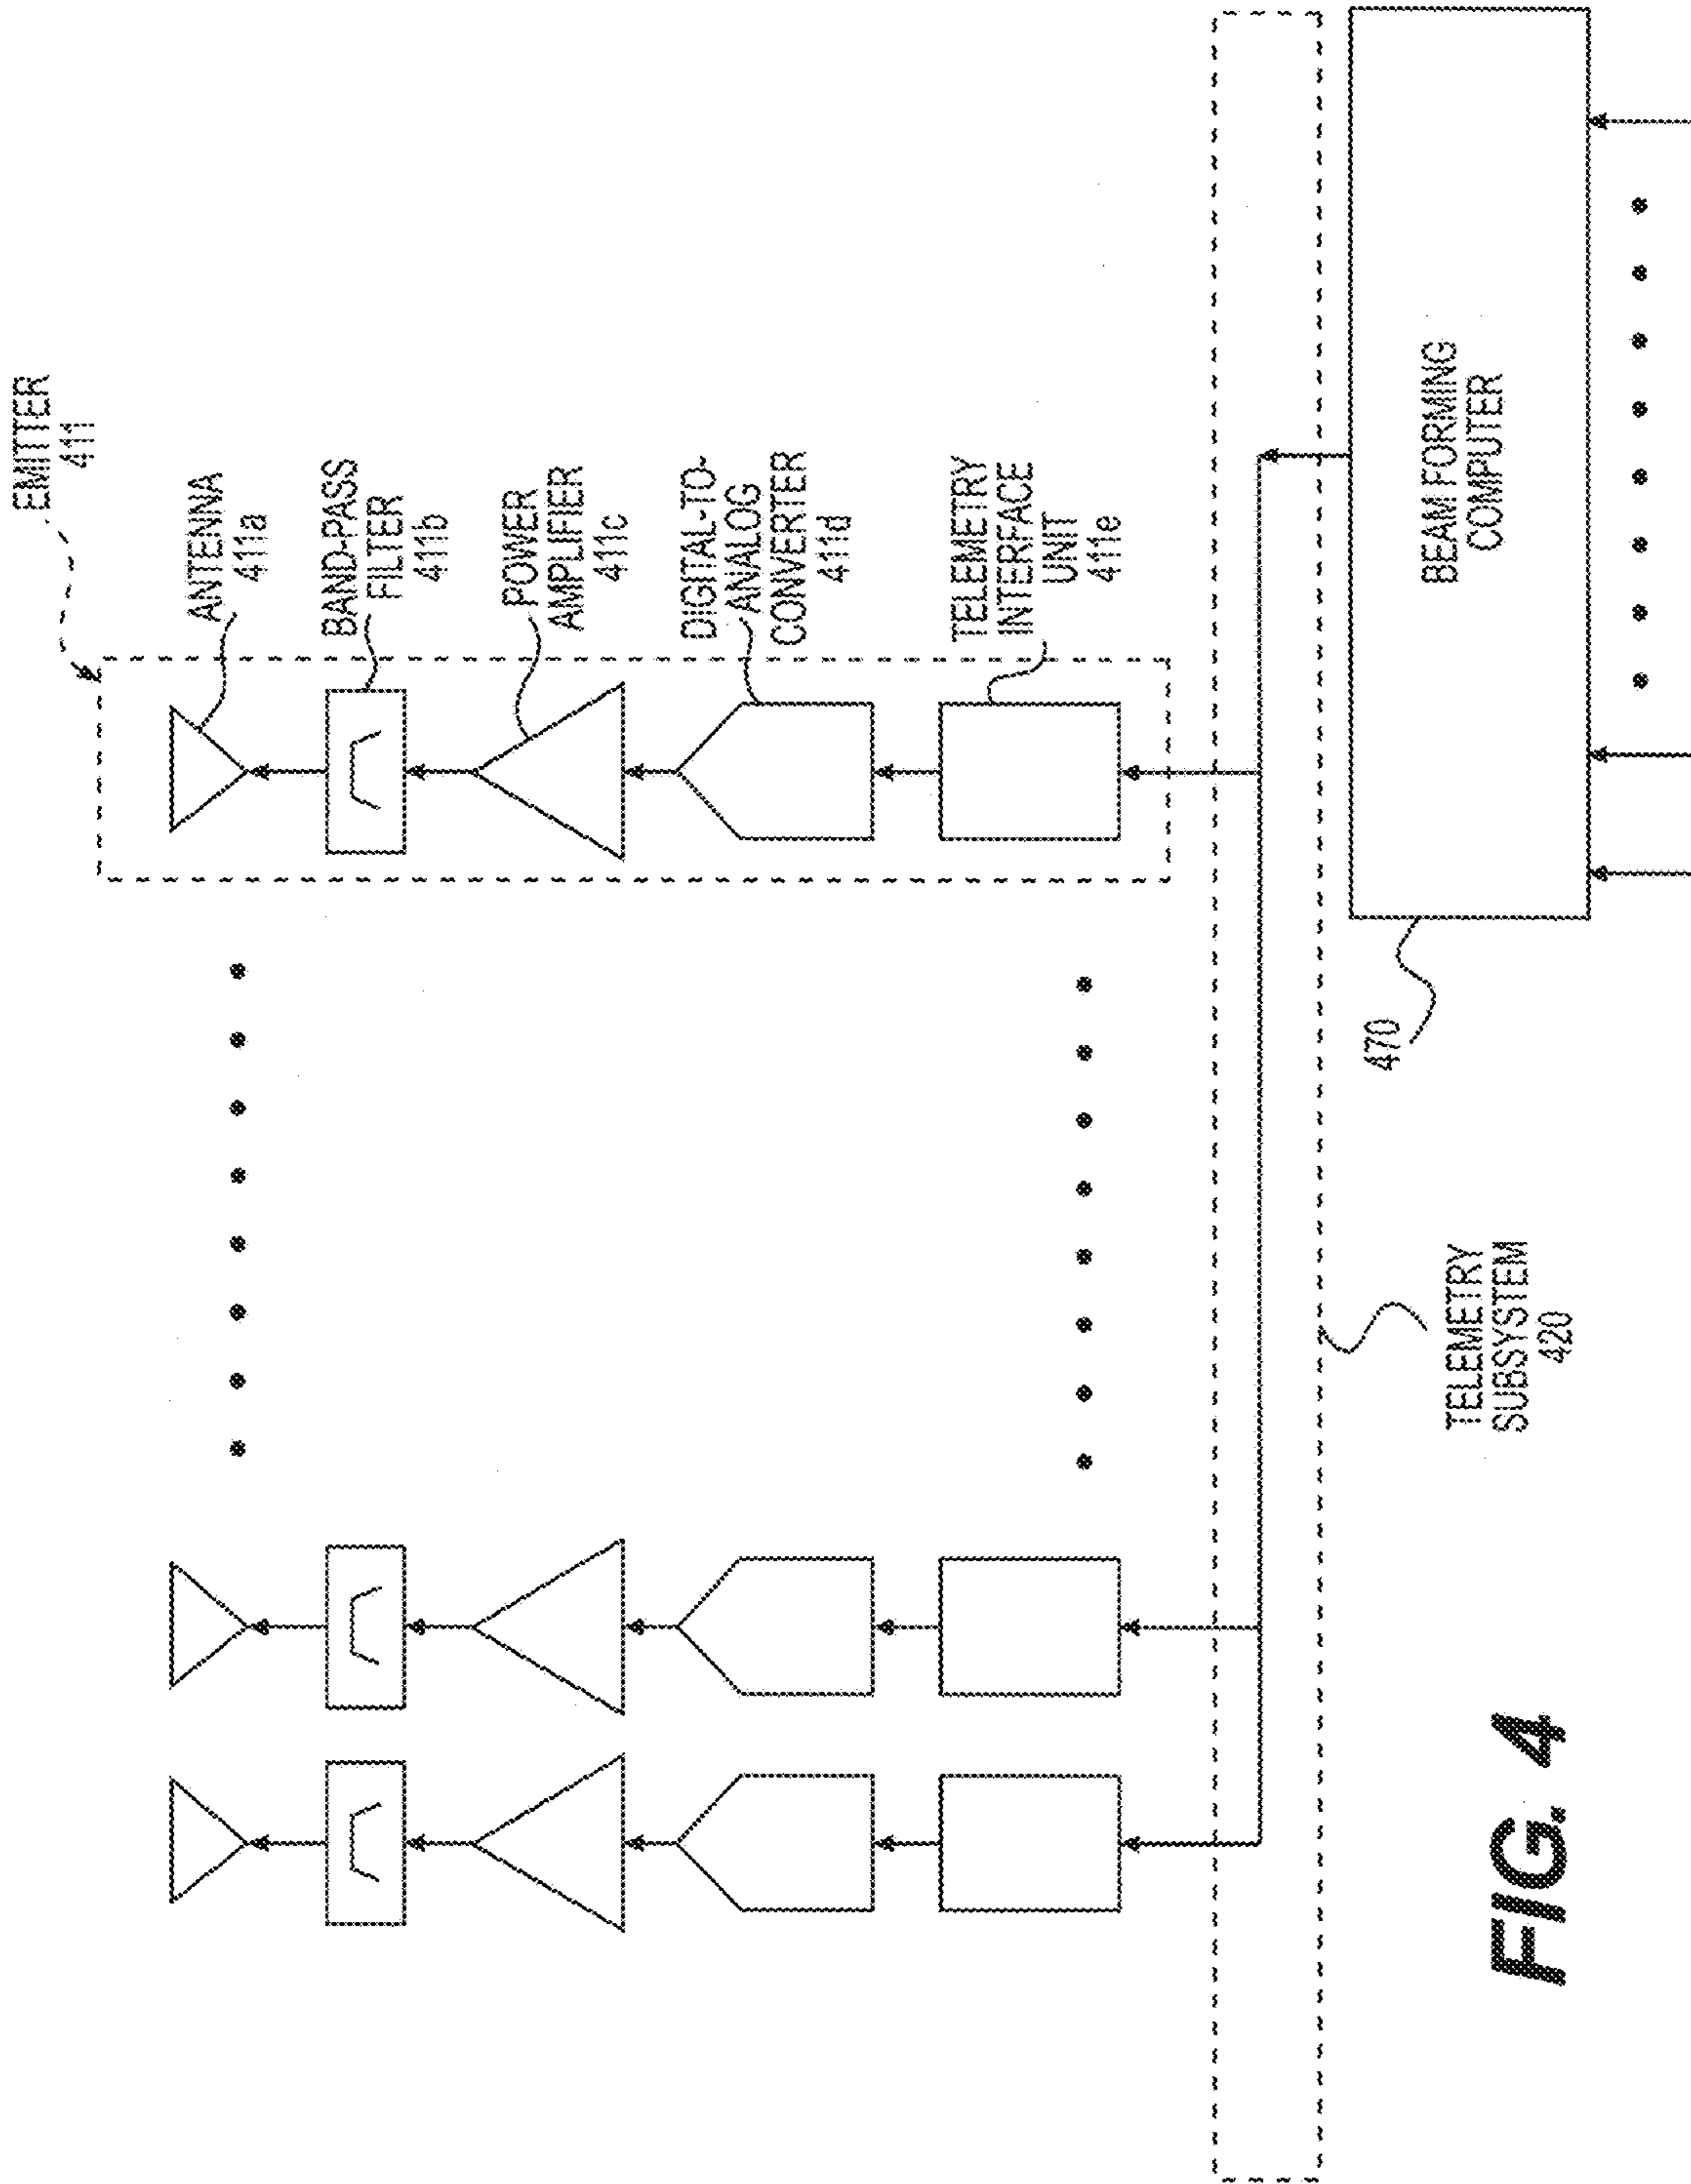 EMITTER
411
ANTENNA
411a
BAND-PASS
FILTER
411b
POWER
AMPLIFIER
411c
DIGITAL-TO-
ANALOG
CONVERTER
411d
TELEMETRY
INTERFACE
UNIT
411e
BEAM FORMING
COMPUTER
470
TELEMETRY
SUBSYSTEM
420
FIG. 4